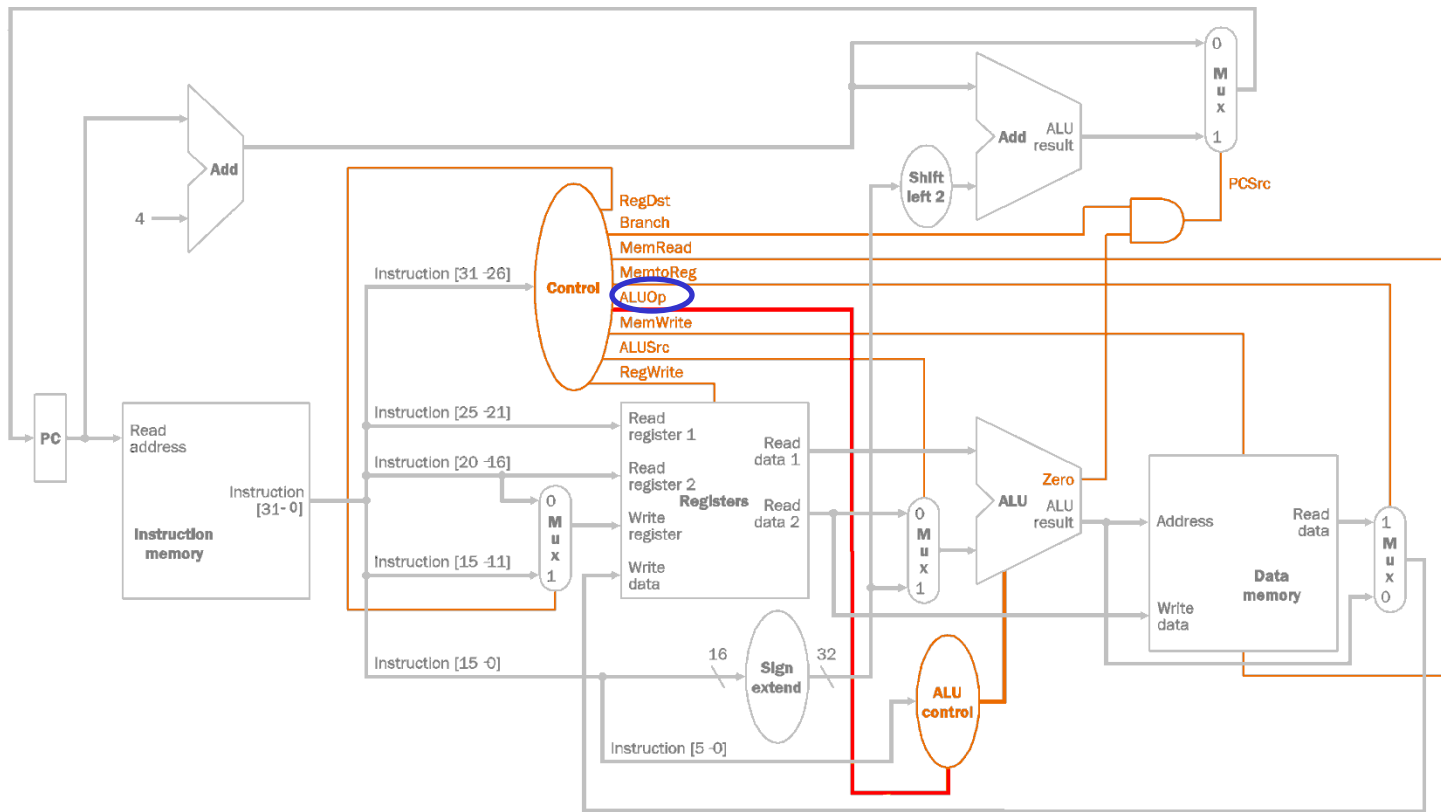 0
M
u
x
1
Add
ALU
result
Add
Shift
left 2
PCSrc
4
RegDst
Branch
MemRead
MemtoReg
ALUOp
MemWrite
ALUSrc
RegWrite
Control
Instruction [31-26]
PC
Read
address
Instruction
[31-0]
Instruction
memory
Instruction [25-21]
Instruction [20-16]
Instruction [15-11]
Instruction [15-0]
0
M
u
x
1
Read
register 1
Read
register 2
Write
register
Write
data
Registers
Read
data 1
Read
data 2
0
M
u
x
1
Zero
ALU
ALU
result
Address
Read
data
Data
memory
Write
data
1
M
u
x
0
16
Sign
extend
32
ALU
control
Instruction [5-0]